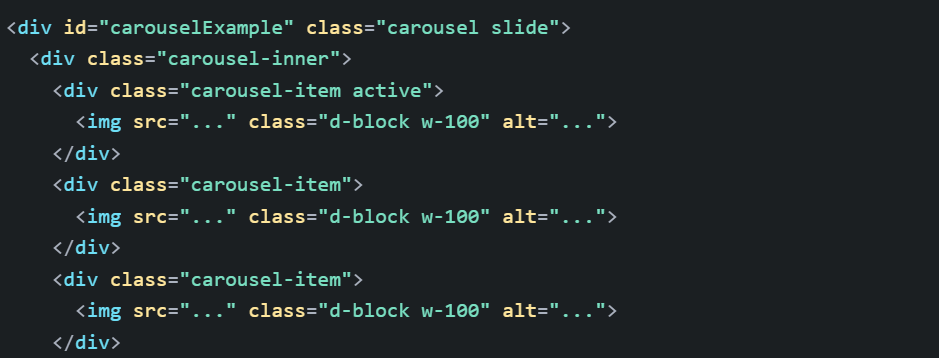 <div id="carouselExample" class="carousel slide">
  <div class="carousel-inner">
    <div class="carousel-item active">
      <img src="..." class="d-block w-100" alt="...">
    </div>
    <div class="carousel-item">
      <img src="..." class="d-block w-100" alt="...">
    </div>
    <div class="carousel-item">
      <img src="..." class="d-block w-100" alt="...">
    </div>